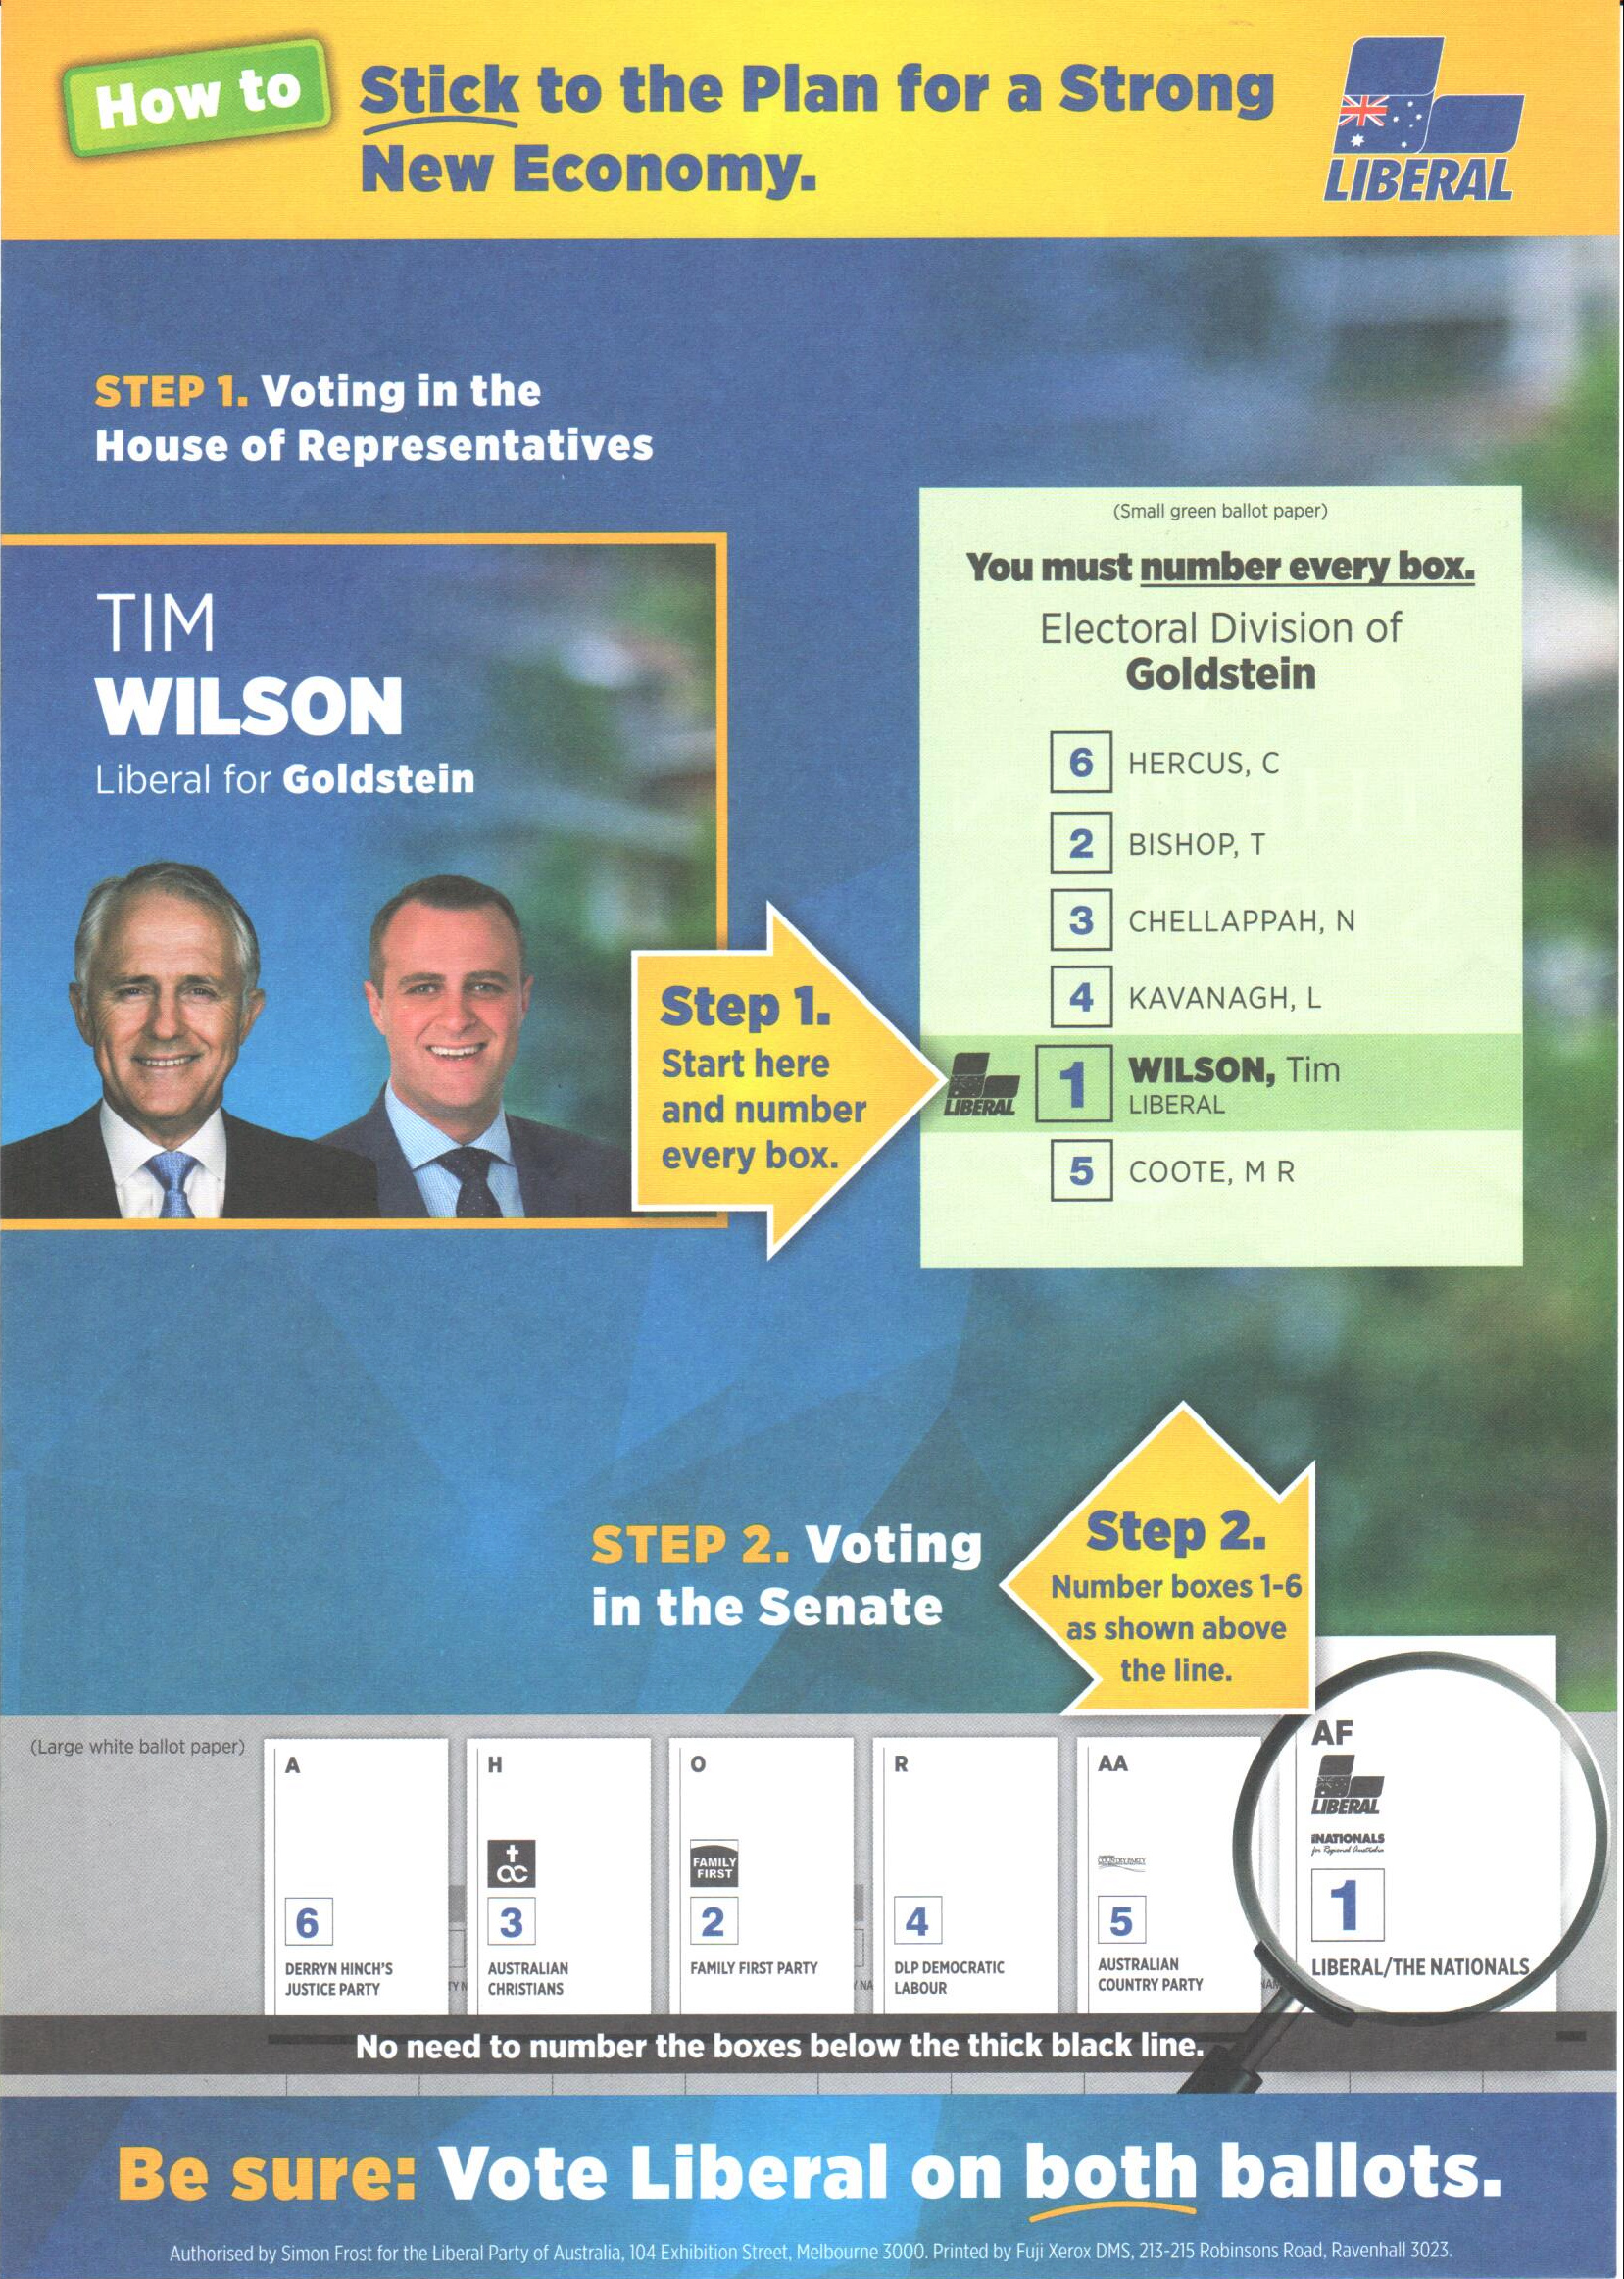 How to
Stick to the Plan for a Strong
New Economy.
LIBERAL
STEP 1. Voting in the
House of Representatives
TIM
WILSON
Liberal for Goldstein
Step 1.
Start here
and number
every box.
(Small green ballot paper)
You must number every box.
Electoral Division of
Goldstein
6 HERCUS, C
2 BISHOP, T
3 CHELLAPPAH, N
4 KAVANAGH, L
LIBERAL 1 WILSON, Tim
LIBERAL
5 COOTE, M R
STEP 2. Voting
in the Senate
Step 2.
Number boxes 1-6
as shown above
the line.
(Large white ballot paper)
A
6
DERRYN HINCH'S
JUSTICE PARTY
H
ac
3
AUSTRALIAN
CHRISTIANS
O
FAMILY
FIRST
2
FAMILY FIRST PARTY
R
4
DLP DEMOCRATIC
LABOUR
AA
COUNTRY PARTY
5
AUSTRALIAN
COUNTRY PARTY
AF
LIBERAL
NATIONALS
for Regional Australia
1
LIBERAL/THE NATIONALS
No need to number the boxes below the thick black line.
Be sure: Vote Liberal on both ballots.
Authorised by Simon Frost for the Liberal Party of Australia, 104 Exhibition Street, Melbourne 3000. Printed by Fuji Xerox DMS, 213-215 Robinsons Road, Ravenhall 3023.